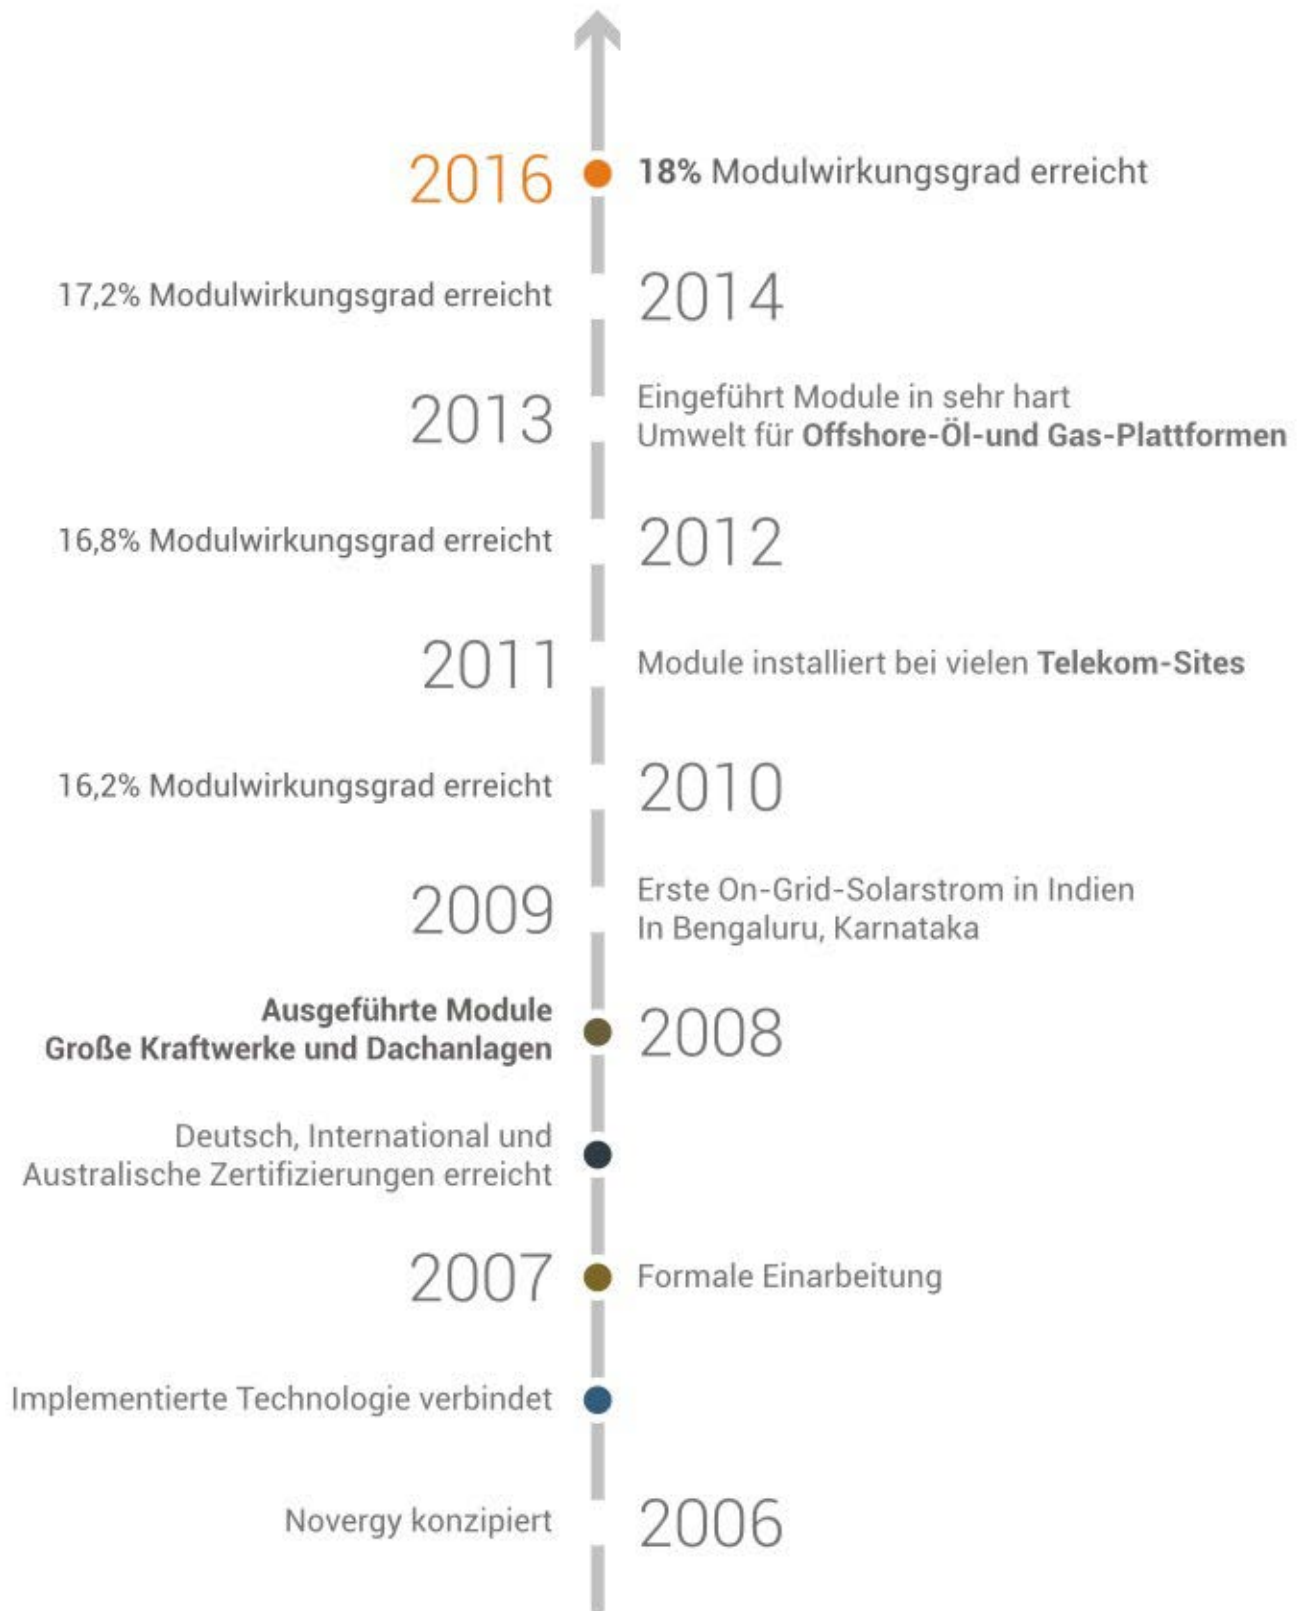 2016
18% Modulwirkungsgrad erreicht
17,2% Modulwirkungsgrad erreicht
2014
2013
Eingeführt Module in sehr hart
Umwelt für Offshore-Öl-und Gas-Plattformen
16,8% Modulwirkungsgrad erreicht
2012
2011
Module installiert bei vielen Telekom-Sites
16,2% Modulwirkungsgrad erreicht
2010
2009
Erste On-Grid-Solarstrom in Indien
In Bengaluru, Karnataka
Ausgeführte Module
Große Kraftwerke und Dachanlagen
2008
Deutsch, International und
Australische Zertifizierungen erreicht
2007
Formale Einarbeitung
Implementierte Technologie verbindet
Novergy konzipiert
2006